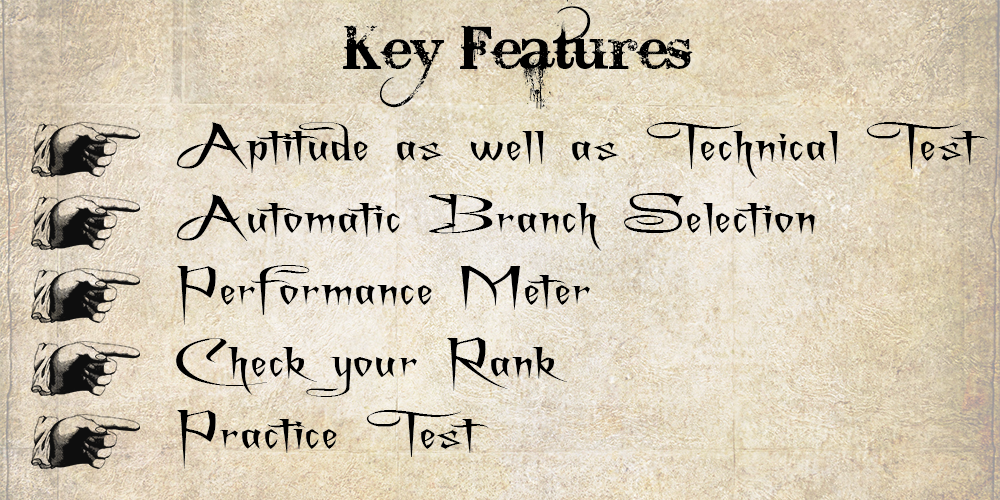 Key Features
Aptitude as well as Technical Test
Automatic Branch Selection
Performance Meter
Check your Rank
Practice Test